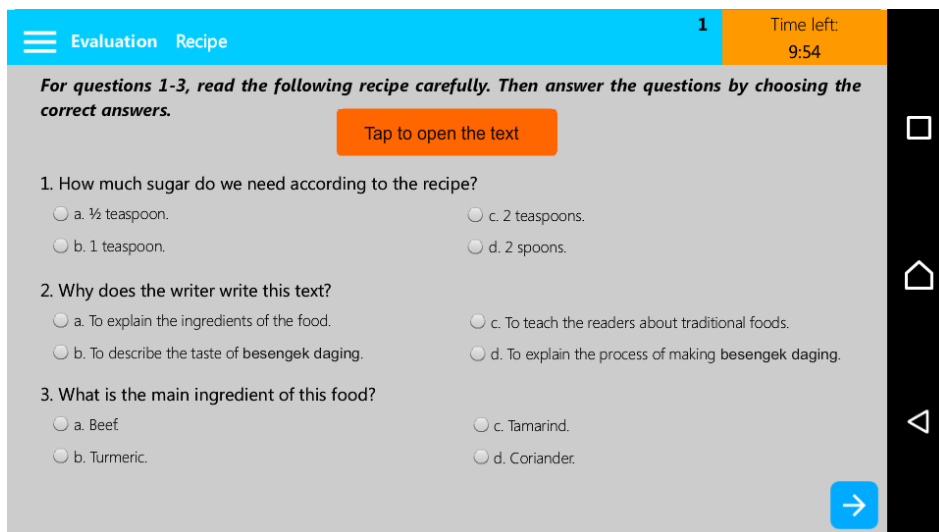 Evaluation Recipe
1
Time left:
9:54
For questions 1-3, read the following recipe carefully. Then answer the questions by choosing the
correct answers.
Tap to open the text
1. How much sugar do we need according to the recipe?
a. ½ teaspoon.
b. 1 teaspoon.
c. 2 teaspoons.
d. 2 spoons.
2. Why does the writer write this text?
a. To explain the ingredients of the food.
b. To describe the taste of besengek daging.
c. To teach the readers about traditional foods.
d. To explain the process of making besengek daging.
3. What is the main ingredient of this food?
a. Beef.
b. Turmeric.
c. Tamarind.
d. Coriander.